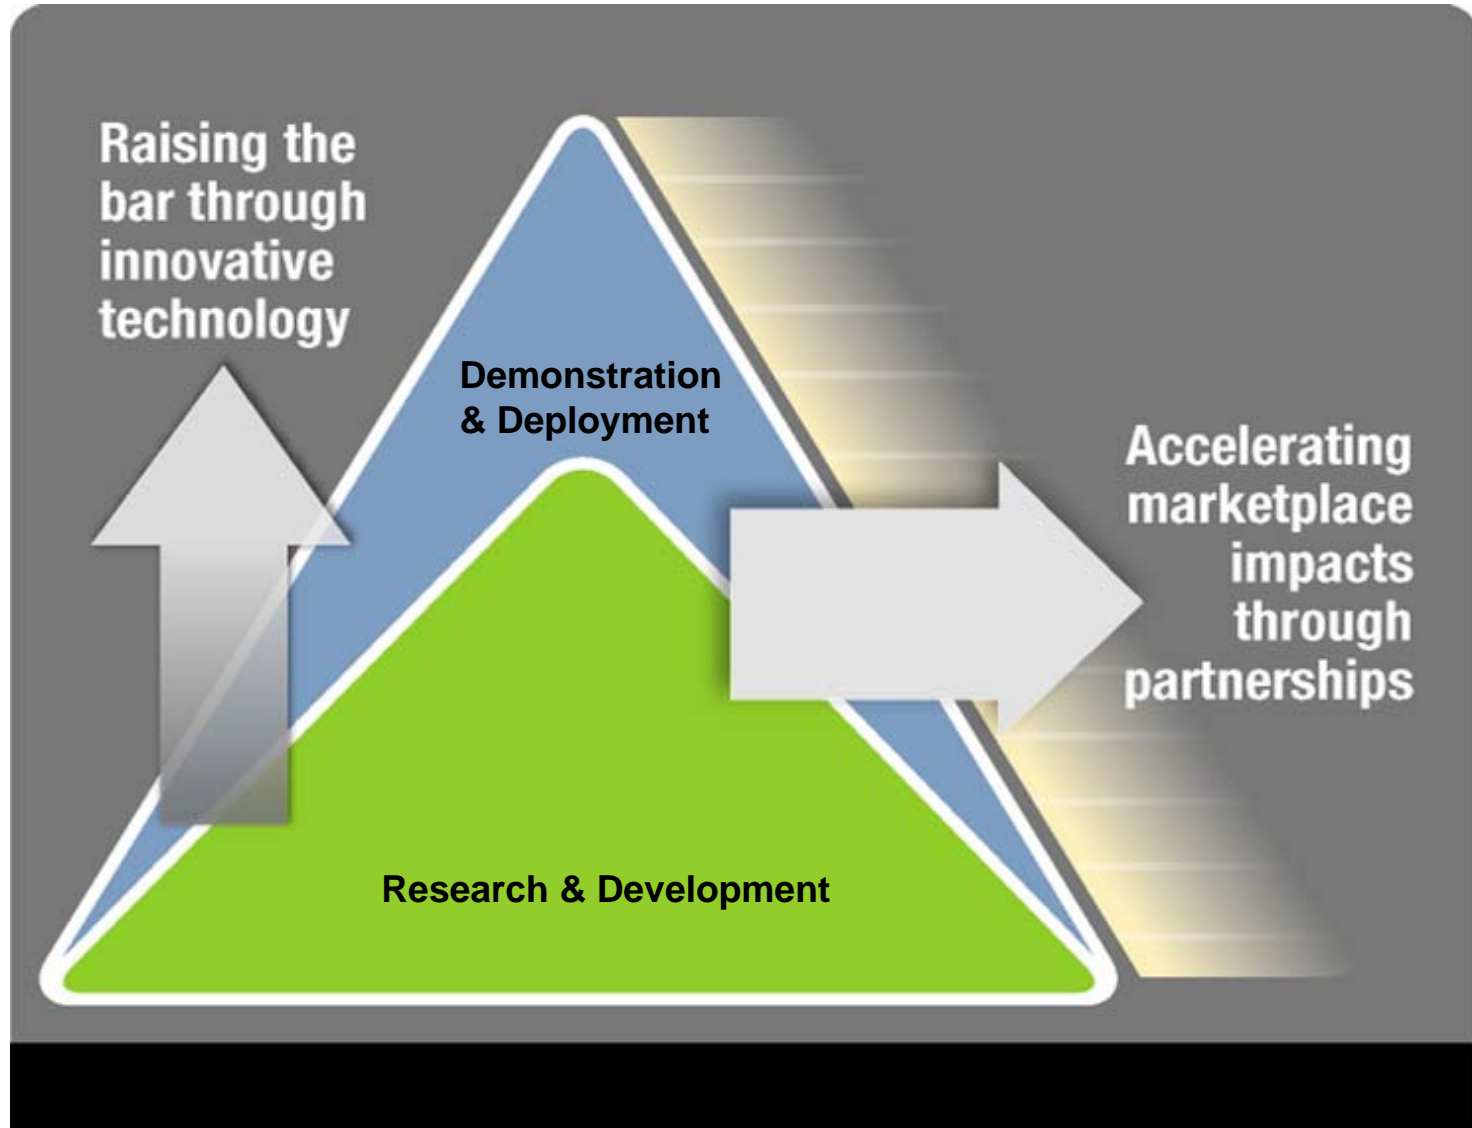 Raising the
bar through
innovative
technology
Demonstration
& Deployment
Accelerating
marketplace
impacts
through
partnerships
Research & Development